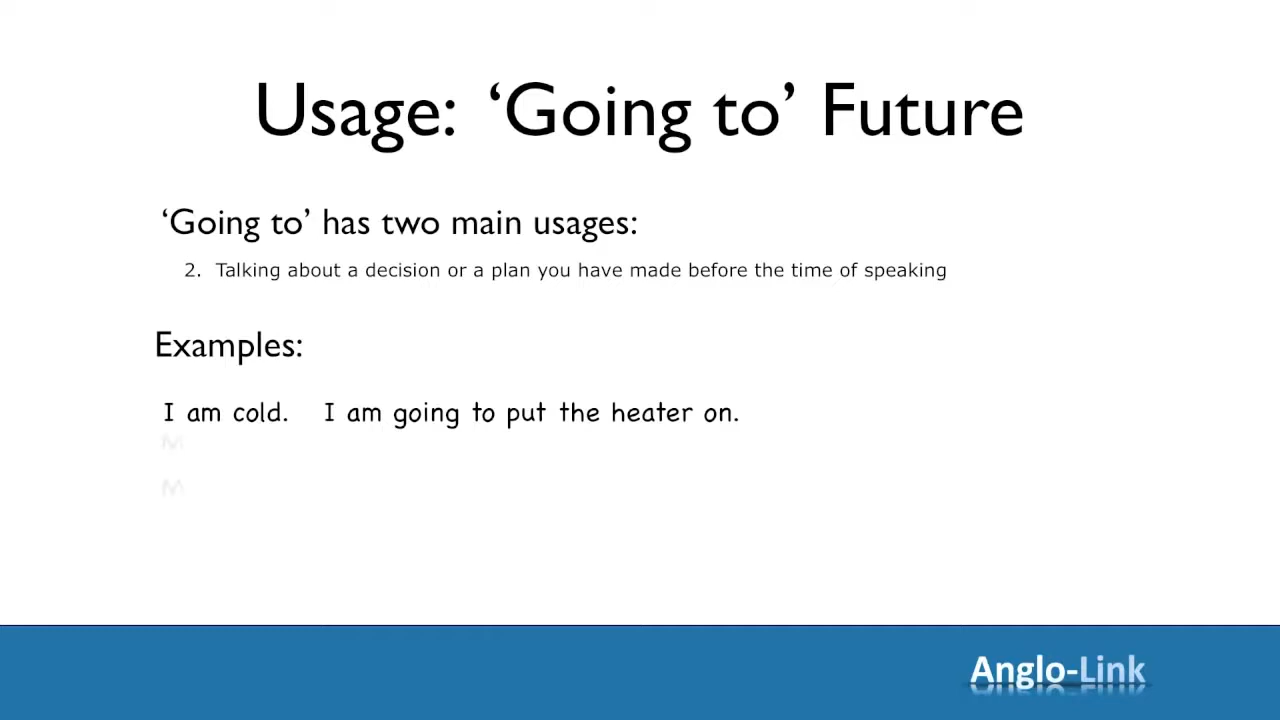 Usage: ‘Going to’ Future
‘Going to’ has two main usages:
2. Talking about a decision or a plan you have made before the time of speaking
Examples:
I am cold. I am going to put the heater on.
M
M
Anglo-Link